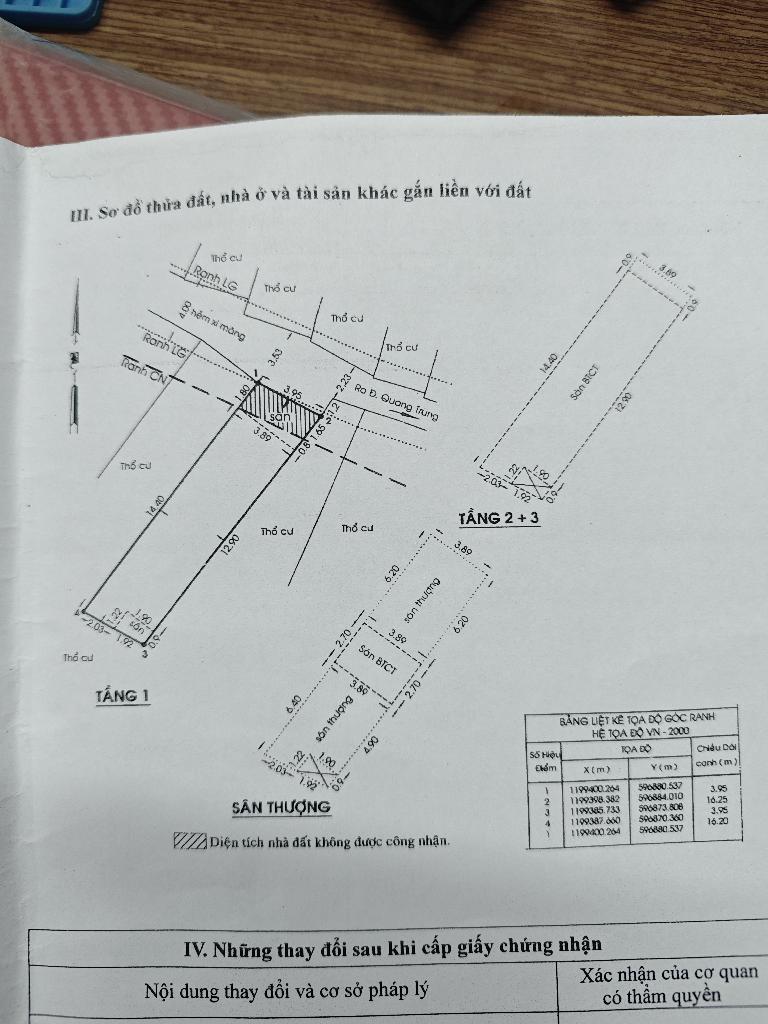 III. Sơ đồ thửa đất, nhà ở và tài sản khác gắn liền với đất
Thổ cư
Ranh LG
Thổ cư
Thổ cư
Thổ cư
4.00
hẻm xi măng
Ranh LG
Ranh CN
3.53
2.23
Ra Đ. Quang Trung
1
3.95
2
1.2
sân
1.65
3.89
0.8
Thổ cư
14.40
12.90
Thổ cư
Thổ cư
4
2.03
1.22
1.90
sân
1.92
3
0.9
Thổ cư
TẦNG 1
0.9
3.89
0.9
14.40
Sàn BTCT
12.90
2.03
1.22
1.90
1.92
0.9
TẦNG 2 + 3
3.89
6.20
sân thượng
6.20
2.70
3.89
Sàn BTCT
3.89
2.70
6.40
sân thượng
4.90
2.03
1.22
1.90
1.92
0.9
SÂN THƯỢNG
Diện tích nhà đất không được công nhận.
BẢNG LIỆT KÊ TỌA ĐỘ GÓC RANH
HỆ TỌA ĐỘ VN - 2000
Số Hiệu Điểm
TỌA ĐỘ
Chiều Dài cạnh ( m )
X ( m )
Y ( m )
1 1199400.264 596880.537 3.95
2 1199398.382 596884.010 16.25
3 1199385.733 596873.808 3.95
4 1199387.660 596870.360 16.20
1 1199400.264 596880.537
IV. Những thay đổi sau khi cấp giấy chứng nhận
Nội dung thay đổi và cơ sở pháp lý
Xác nhận của cơ quan
có thẩm quyền